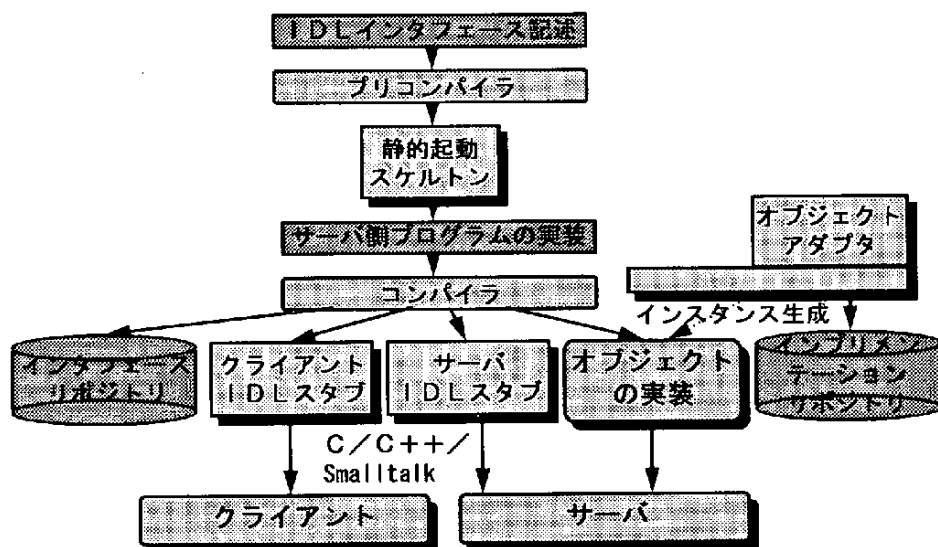 IDLインタフェース記述
プリコンパイラ
静的起動
スケルトン
サーバ側プログラムの実装
オブジェクト
アダプタ
コンパイラ
インスタンス生成
インタフェース
リポジトリ
クライアント
IDLスタブ
サーバ
IDLスタブ
オブジェクト
の実装
インプリメン
テーション
リポジトリ
C/C++/
Smalltalk
クライアント
サーバ